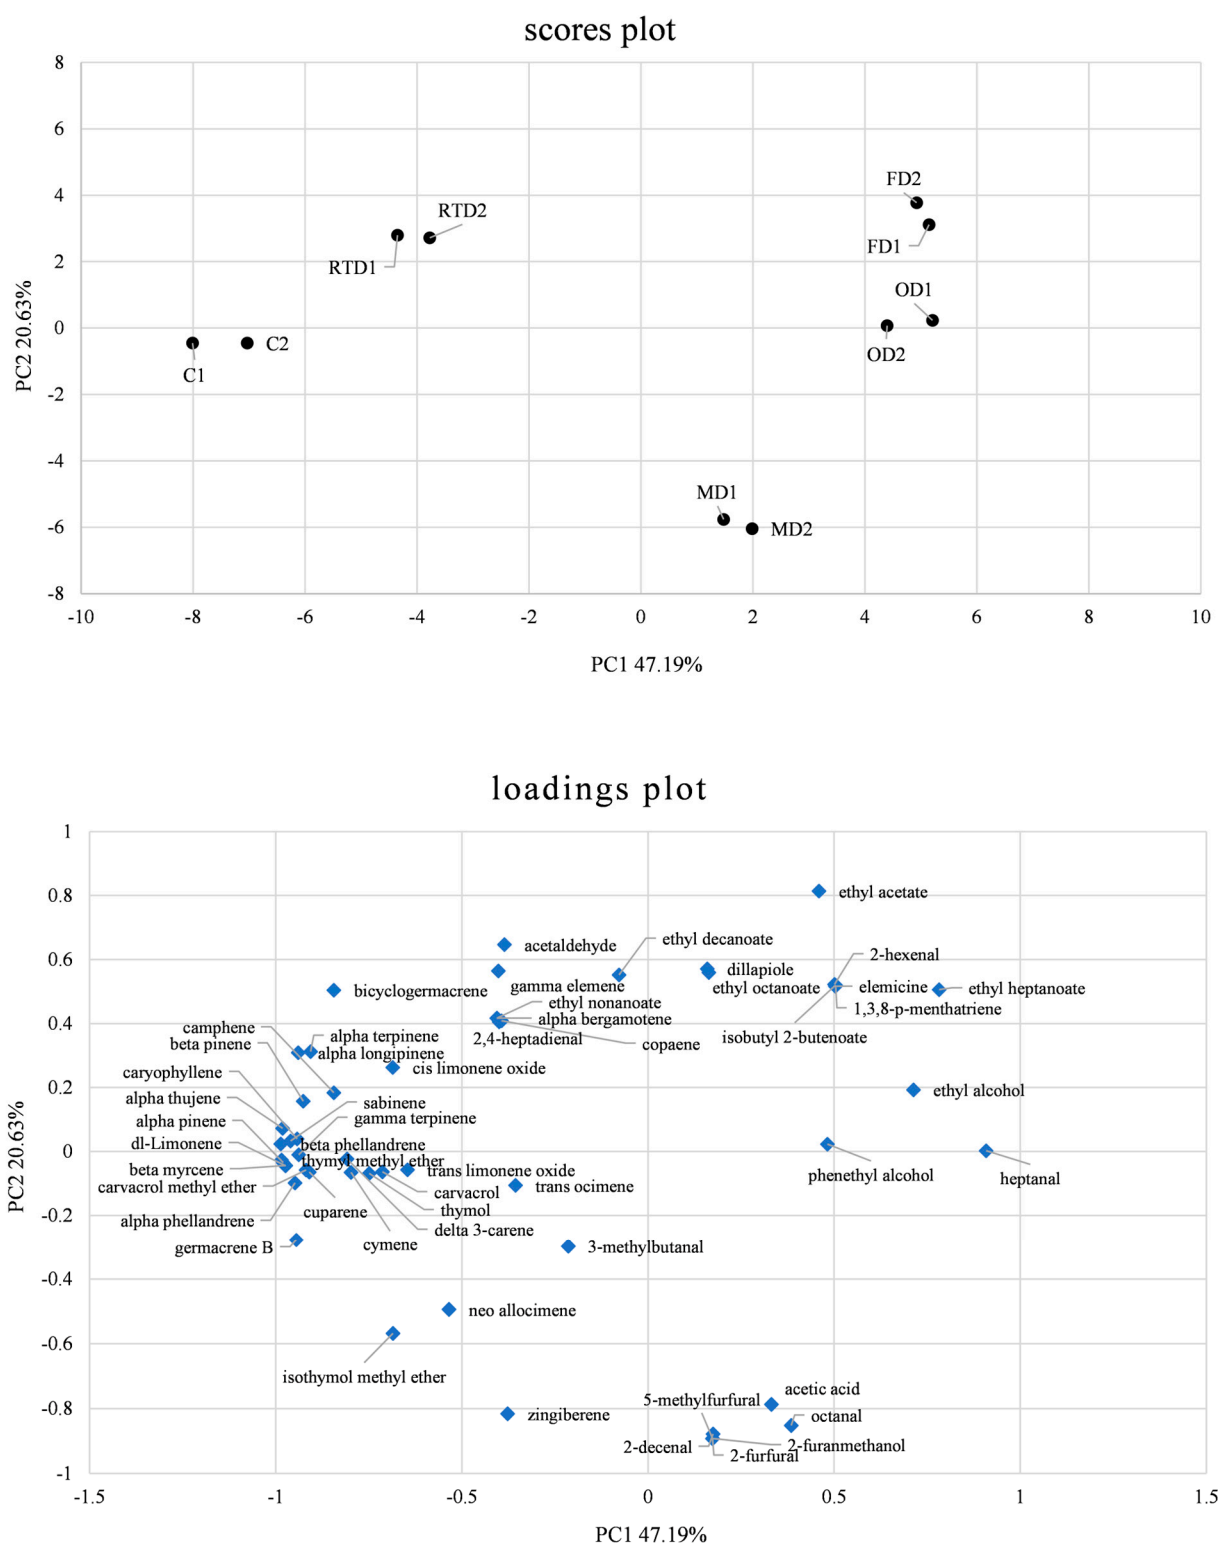 scores plot
8
6
4
2
0
-2
-4
-6
-8
PC2 20.63%
FD2
RTD2
FD1
RTD1
OD1
C2
OD2
C1
MD1
MD2
-10
-8
-6
-4
-2
0
2
4
6
8
10
PC1 47.19%
loadings plot
1
0.8
0.6
0.4
0.2
0
-0.2
-0.4
-0.6
-0.8
-1
PC2 20.63%
ethyl acetate
acetaldehyde
ethyl decanoate
2-hexenal
dillapiole
gamma elemene
ethyl octanoate
elemicine
ethyl heptanoate
bicyclogermacrene
ethyl nonanoate
1,3,8-p-menthatriene
alpha bergamotene
camphene
alpha terpinene
2,4-heptadienal
isobutyl 2-butenoate
beta pinene
alpha longipinene
copaene
caryophyllene
cis limonene oxide
alpha thujene
sabinene
ethyl alcohol
alpha pinene
gamma terpinene
dl-Limonene
beta phellandrene
beta myrcene
thymyl methyl ether
trans limonene oxide
phenethyl alcohol
heptanal
carvacrol methyl ether
carvacrol
trans ocimene
alpha phellandrene
cuparene
thymol
germacrene B
cymene
delta 3-carene
3-methylbutanal
neo allocimene
isothymol methyl ether
zingiberene
5-methylfurfural
acetic acid
octanal
2-decenal
2-furfural
2-furanmethanol
-1.5
-1
-0.5
0
0.5
1
1.5
PC1 47.19%